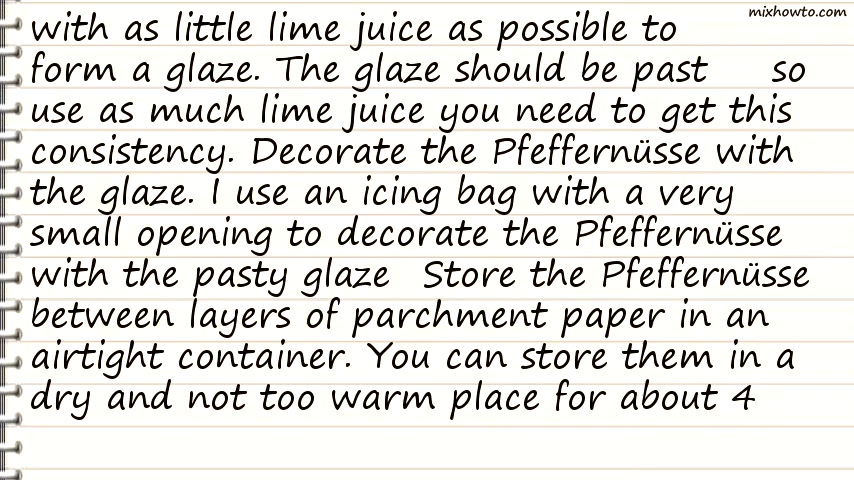 mixhowto.com
with as little lime juice as possible to
form a glaze. The glaze should be past so
use as much lime juice you need to get this
consistency. Decorate the Pfeffernüsse with
the glaze. I use an icing bag with a very
small opening to decorate the Pfeffernüsse
with the pasty glaze Store the Pfeffernüsse
between layers of parchment paper in an
airtight container. You can store them in a
dry and not too warm place for about 4